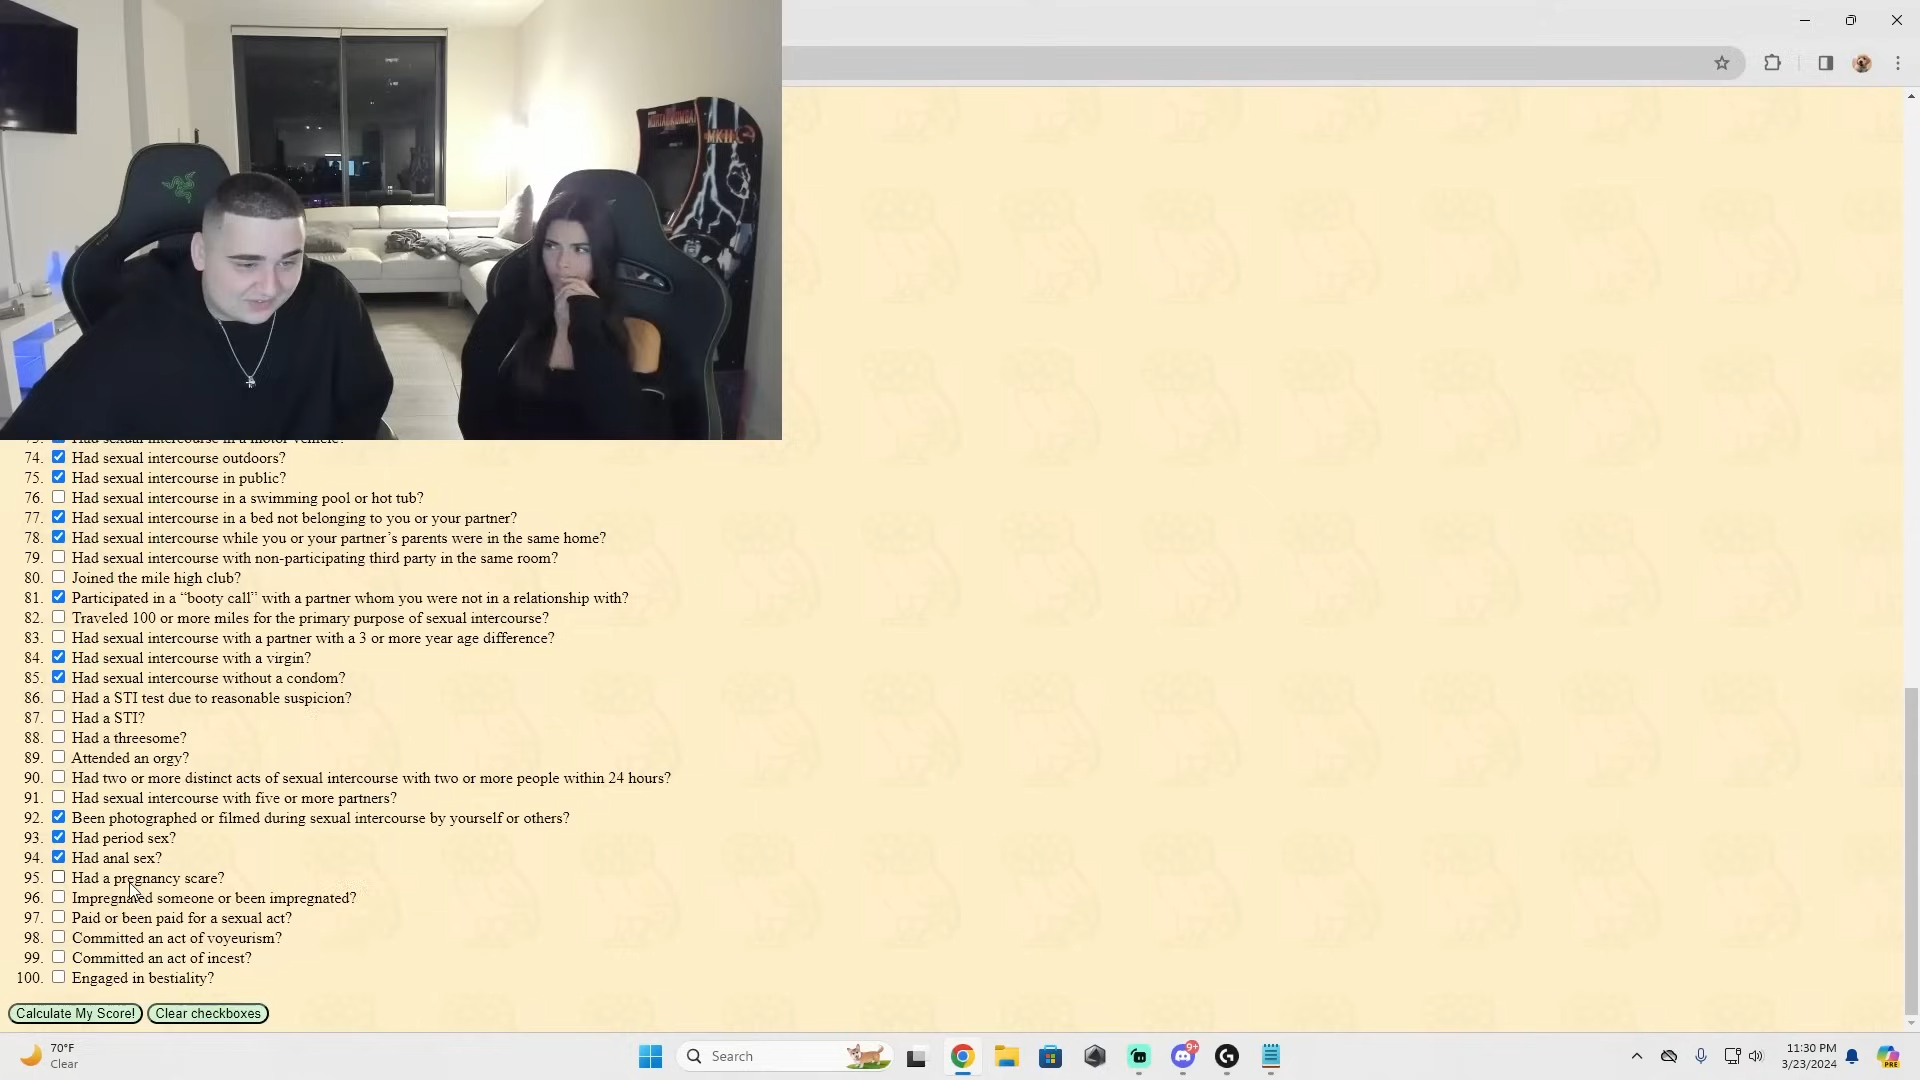 MKII
74. Had sexual intercourse outdoors?
75. Had sexual intercourse in public?
76. Had sexual intercourse in a swimming pool or hot tub?
77. Had sexual intercourse in a bed not belonging to you or your partner?
78. Had sexual intercourse while you or your partner’s parents were in the same home?
79. Had sexual intercourse with non-participating third party in the same room?
80. Joined the mile high club?
81. Participated in a “booty call” with a partner whom you were not in a relationship with?
82. Traveled 100 or more miles for the primary purpose of sexual intercourse?
83. Had sexual intercourse with a partner with a 3 or more year age difference?
84. Had sexual intercourse with a virgin?
85. Had sexual intercourse without a condom?
86. Had a STI test due to reasonable suspicion?
87. Had a STI?
88. Had a threesome?
89. Attended an orgy?
90. Had two or more distinct acts of sexual intercourse with two or more people within 24 hours?
91. Had sexual intercourse with five or more partners?
92. Been photographed or filmed during sexual intercourse by yourself or others?
93. Had period sex?
94. Had anal sex?
95. Had a pregnancy scare?
96. Impregnated someone or been impregnated?
97. Paid or been paid for a sexual act?
98. Committed an act of voyeurism?
99. Committed an act of incest?
100. Engaged in bestiality?
Calculate My Score! Clear checkboxes
70°F
Clear
Search
9+
11:30 PM
3/23/2024
PRE